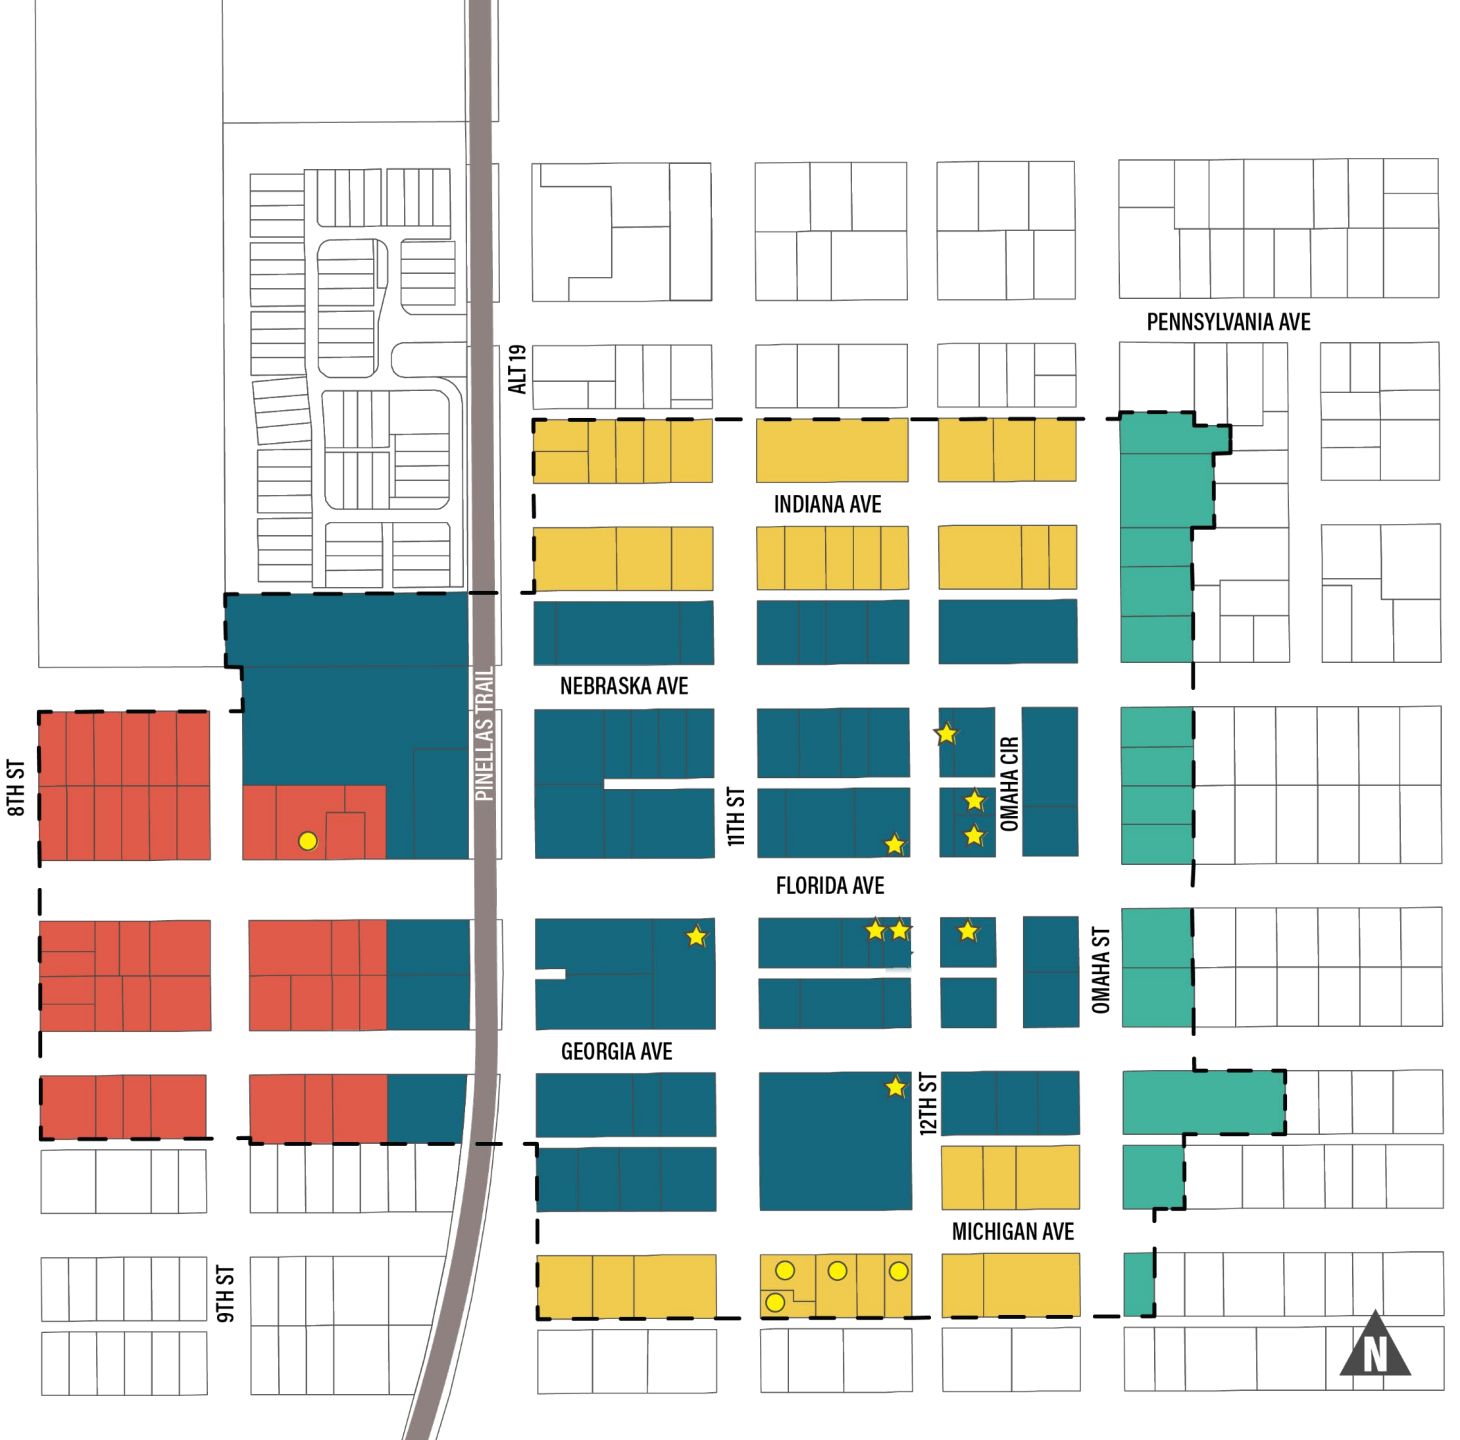 PENNSYLVANIA AVE
ALT 19
INDIANA AVE
NEBRASKA AVE
PINELLAS TRAIL
8TH ST
11TH ST
OMAHA CIR
FLORIDA AVE
OMAHA ST
GEORGIA AVE
12TH ST
MICHIGAN AVE
9TH ST
N